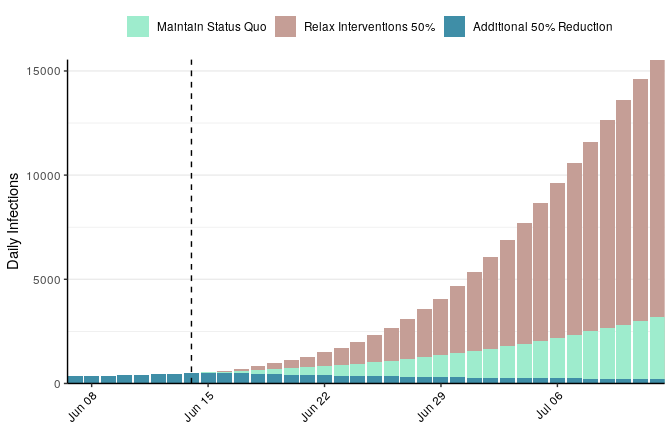 Maintain Status Quo Relax Interventions 50% Additional 50% Reduction
15000
10000
5000
0
Daily Infections
Jun 08 Jun 15 Jun 22 Jun 29 Jul 06